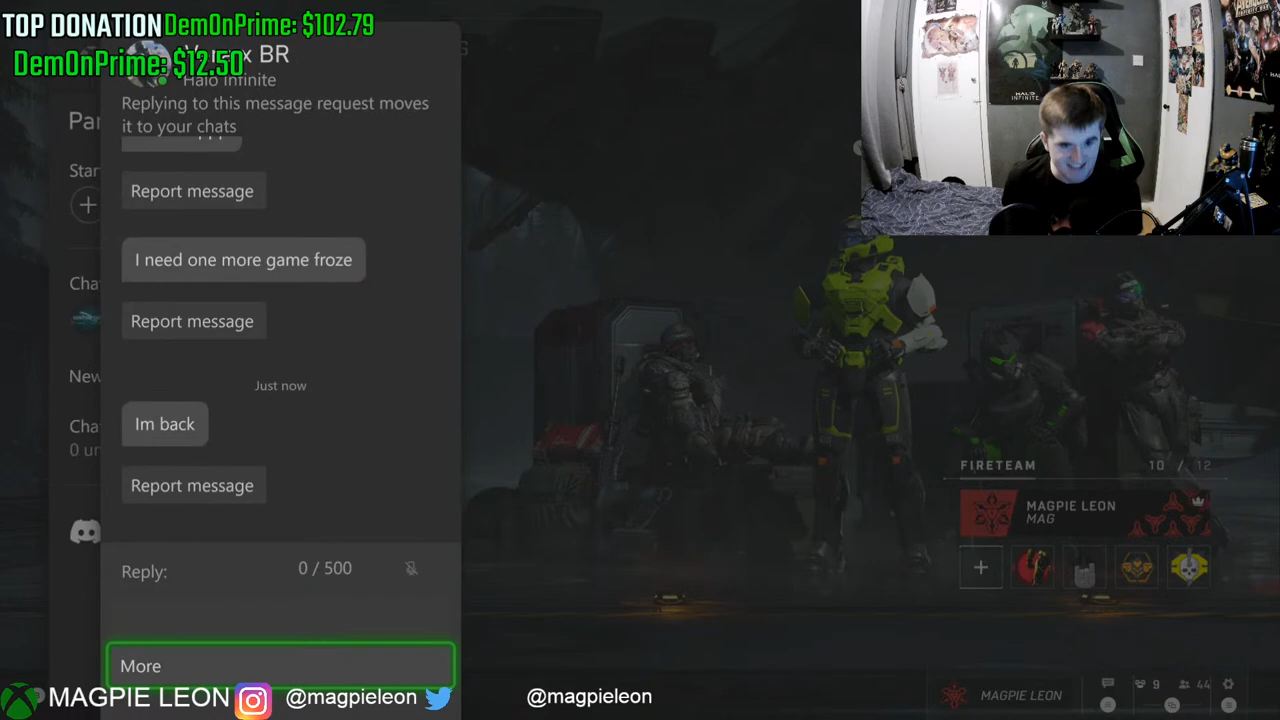 TOP DONATION DemOnPrime: $102.79
DemOnPrime: $12.50
BR
Halo Infinite
Replying to this message request moves
it to your chats
Report message
I need one more game froze
Report message
Just now
Im back
Report message
Reply:
0 / 500
More
MAGPIE LEON @magpieleon @magpieleon
HALO
INFINITE
FIRETEAM 10 / 12
MAGPIE LEON
MAG
MAGPIE LEON 9 44